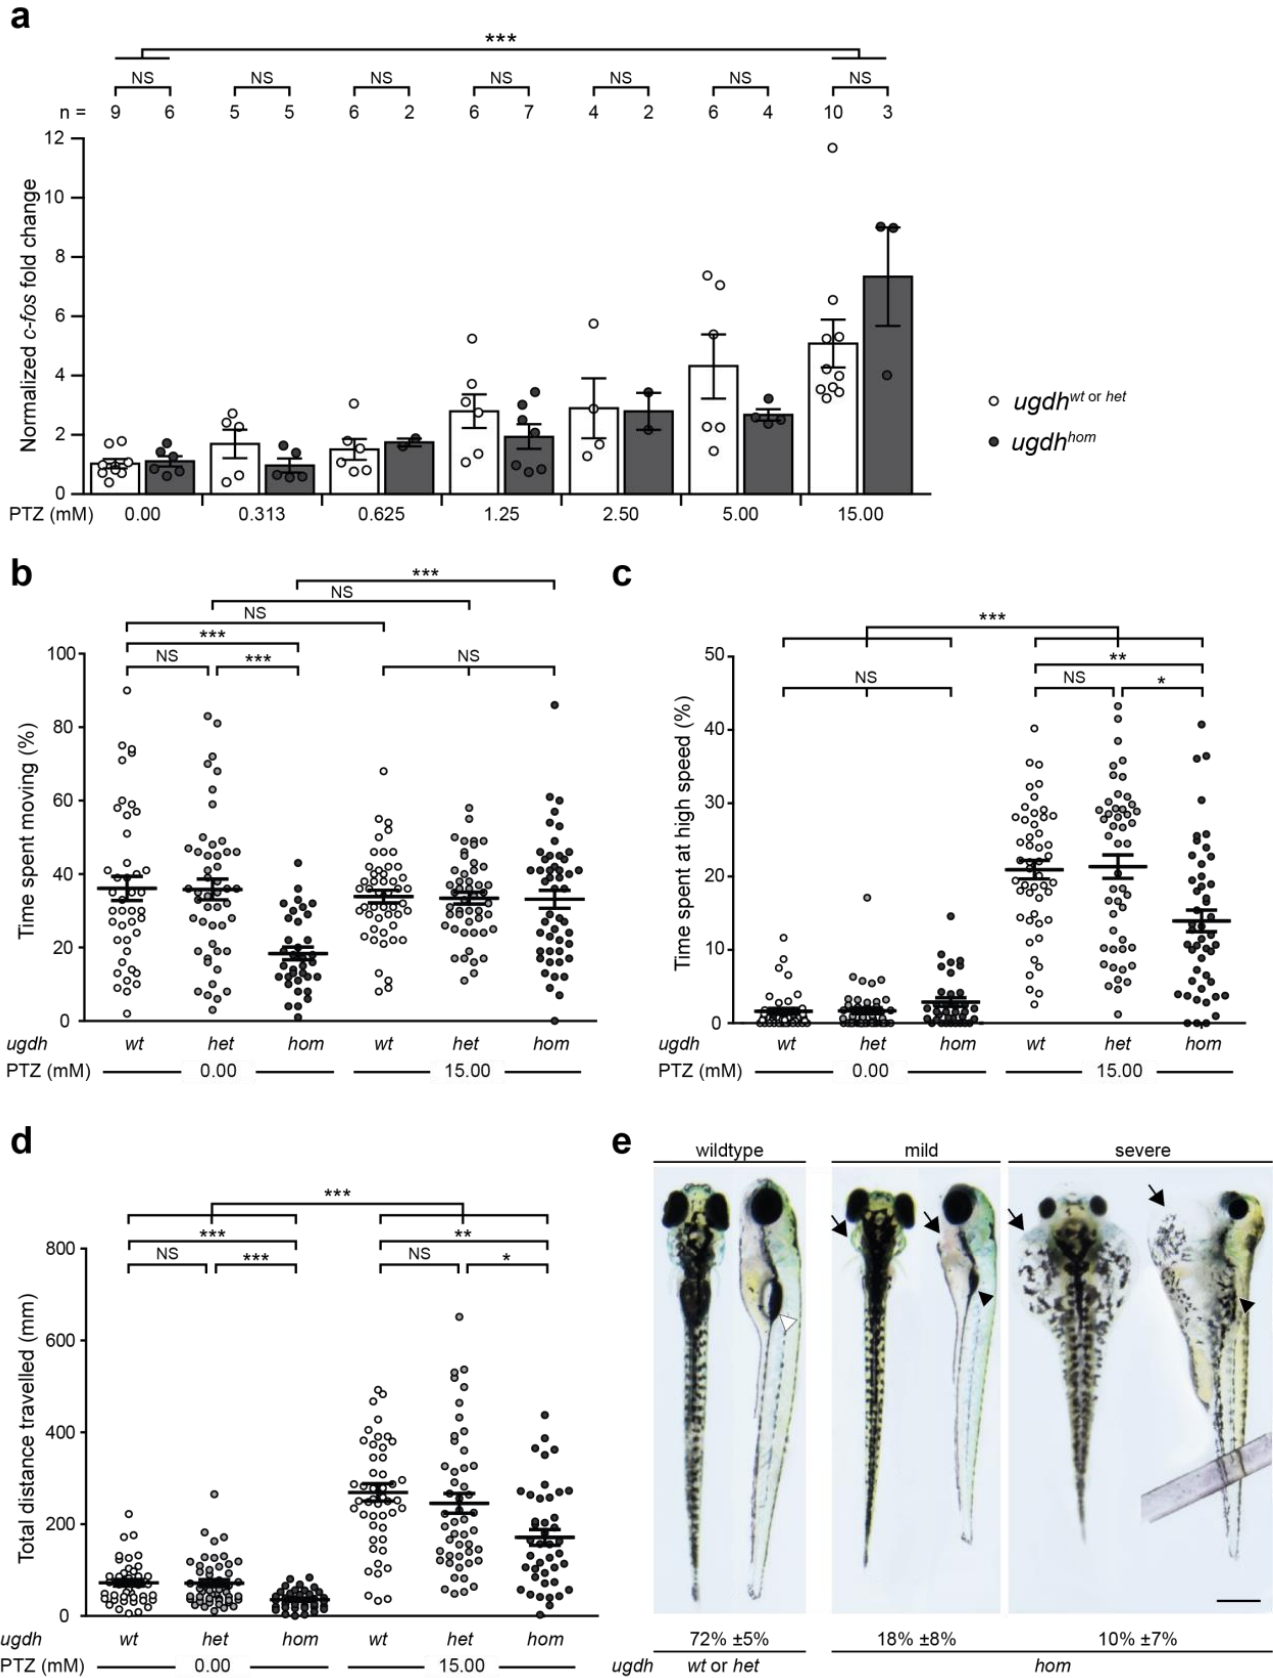 a
***
NS NS NS NS NS NS NS
n = 9 6 5 5 6 2 6 7 4 2 6 4 10 3
Normalized c-fos fold change
12
10
8
6
4
2
0
ugdh wt or het
ugdh hom
PTZ (mM) 0.00 0.313 0.625 1.25 2.50 5.00 15.00
b
***
NS
NS
***
NS *** NS
Time spent moving (%)
100
80
60
40
20
0
ugdh wt het hom wt het hom
PTZ (mM) 0.00 15.00
c
***
**
NS NS *
Time spent at high speed (%)
50
40
30
20
10
0
wt het hom wt het hom
PTZ (mM) 0.00 15.00
d
***
*** **
NS *** NS *
Total distance travelled (mm)
800
600
400
200
0
ugdh wt het hom wt het hom
PTZ (mM) 0.00 15.00
e
wildtype mild severe
72% ±5% 18% ±8% 10% ±7%
ugdh wt or het hom